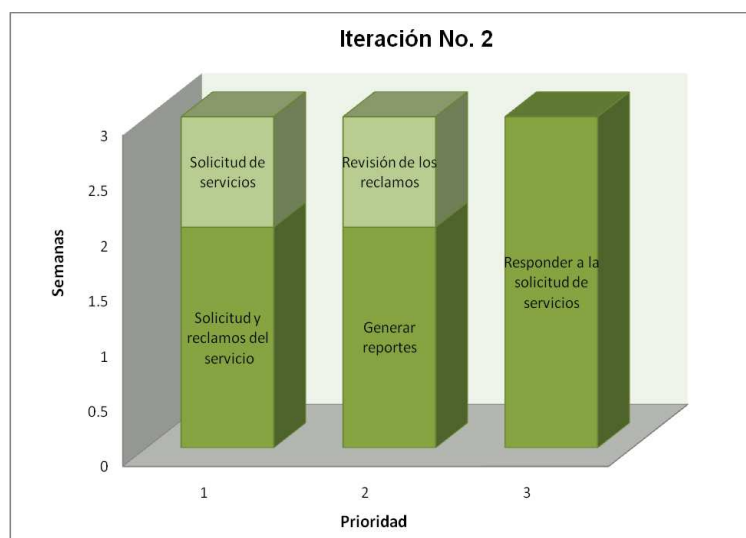 Iteración No. 2
Semanas
3
2.5
2
1.5
1
0.5
0
Solicitud de
servicios
Solicitud y
reclamos del
servicio
Revisión de los
reclamos
Generar
reportes
Responder a la
solicitud de
servicios
1
2
3
Prioridad